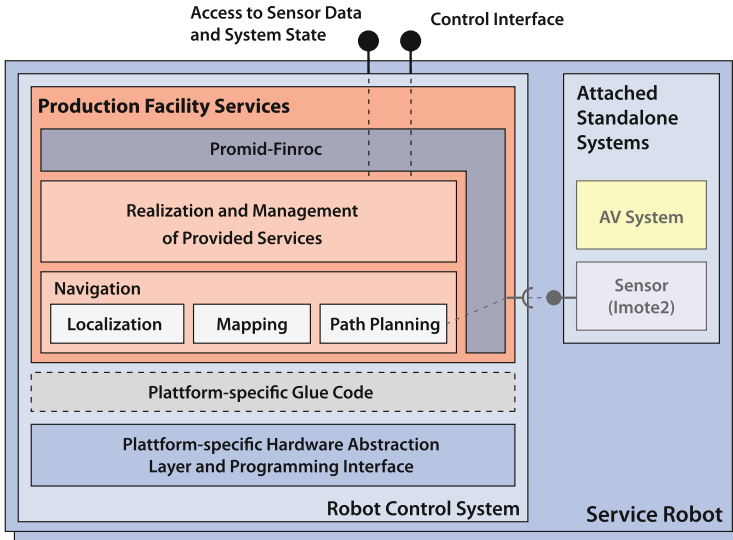 Access to Sensor Data
and System State
Control Interface
Production Facility Services
Promid-Finroc
Realization and Management
of Provided Services
Navigation
Localization
Mapping
Path Planning
Plattform-specific Glue Code
Plattform-specific Hardware Abstraction
Layer and Programming Interface
Robot Control System
Attached
Standalone
Systems
AV System
Sensor
(Imote2)
Service Robot